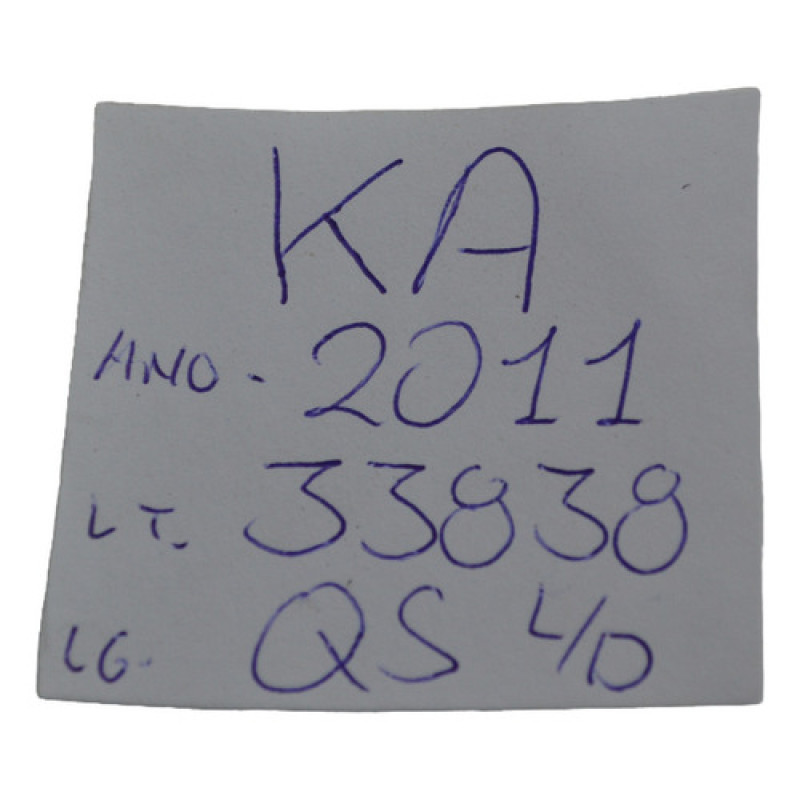 KA
ANO. 2011
LT. 33838
LG. QS L/D